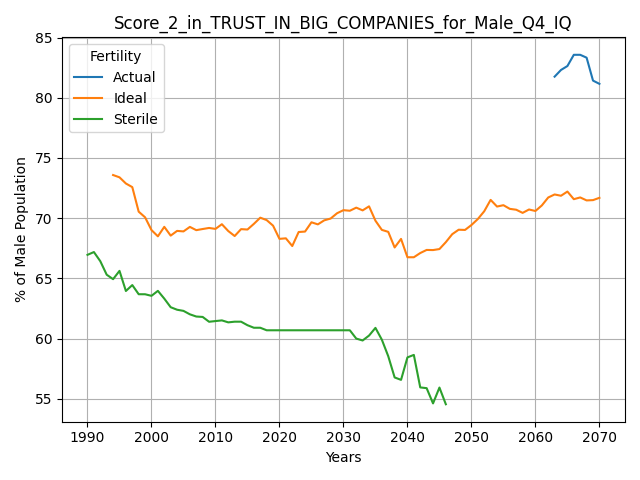 Score_2_in_TRUST_IN_BIG_COMPANIES_for_Male_Q4_IQ
Fertility
Actual
Ideal
Sterile
% of Male Population
85
80
75
70
65
60
55
1990 2000 2010 2020 2030 2040 2050 2060 2070
Years